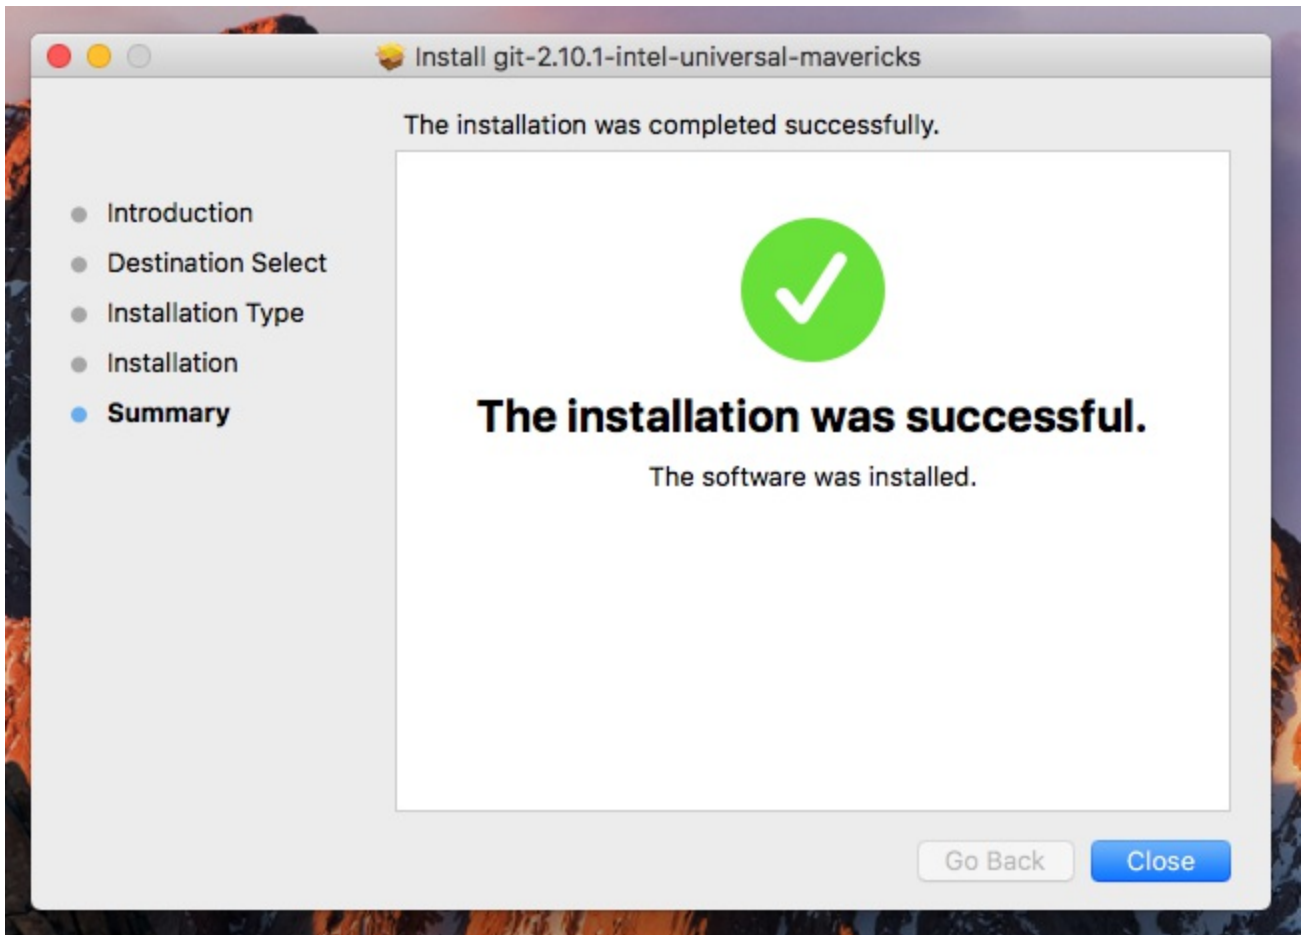 Install git-2.10.1-intel-universal-mavericks
The installation was completed successfully.
Introduction
Destination Select
Installation Type
Installation
Summary
The installation was successful.
The software was installed.
Go Back
Close